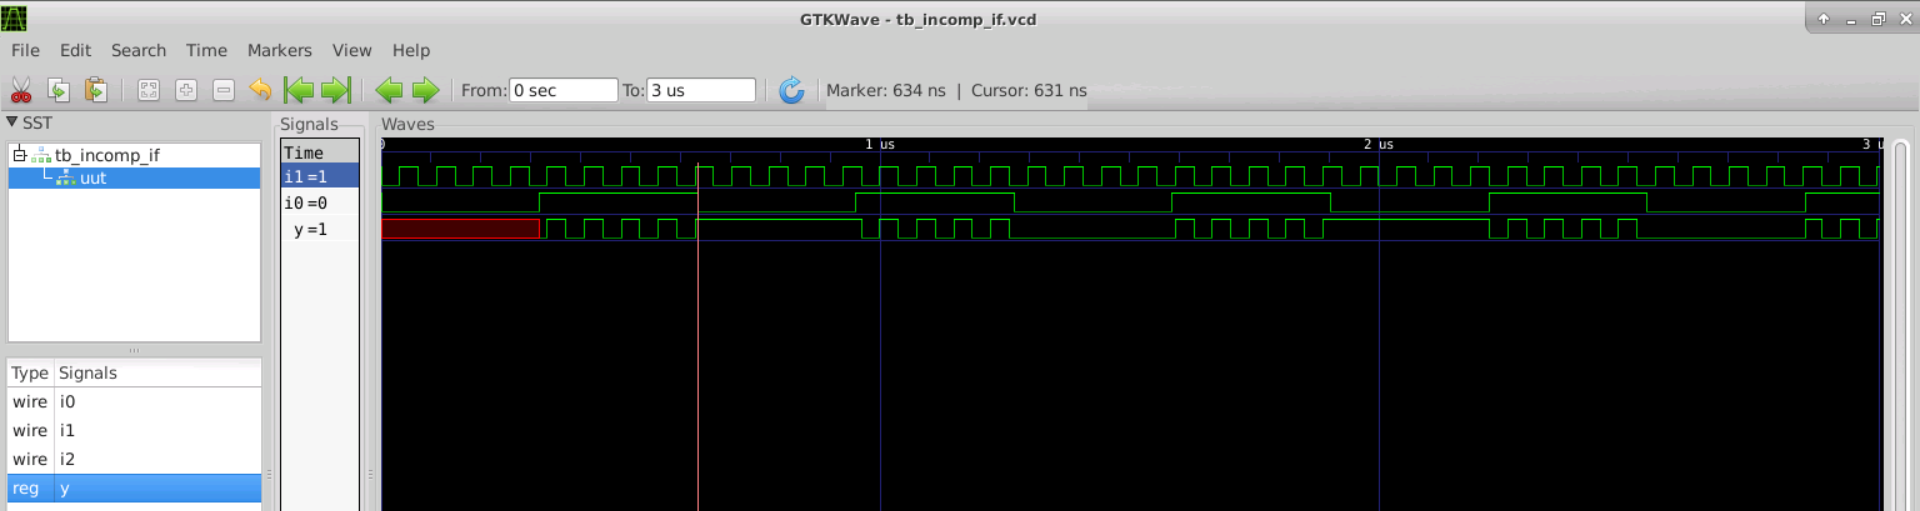 GTKWave - tb_incomp_if.vcd
File Edit Search Time Markers View Help
From: 0 sec To: 3 us Marker: 634 ns | Cursor: 631 ns
SST
tb_incomp_if
uut
Type Signals
wire i0
wire i1
wire i2
reg y
Signals
Time
i1=1
i0=0
y=1
Waves
0 1 us 2 us 3 u